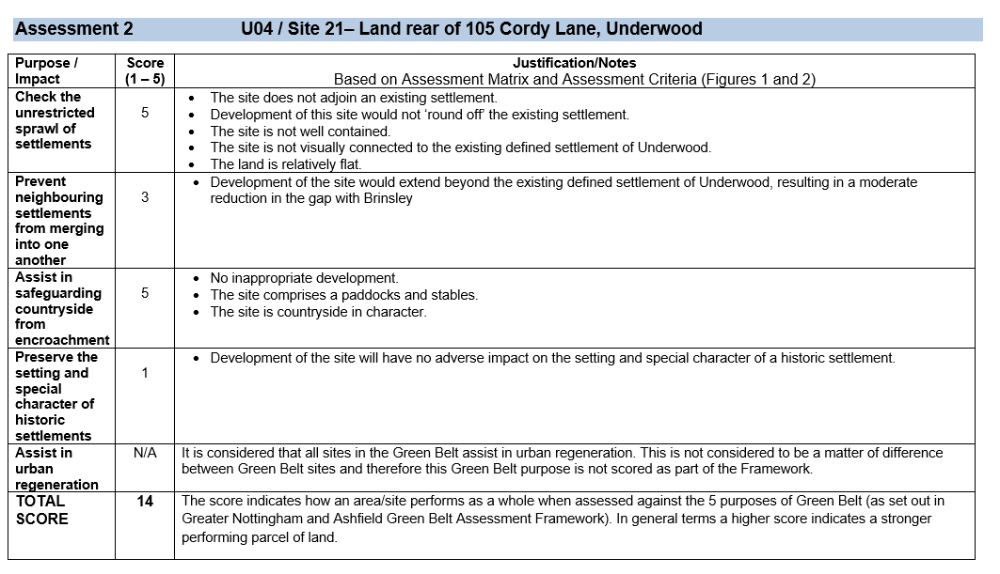 Assessment 2 U04 / Site 21– Land rear of 105 Cordy Lane, Underwood
Purpose / Impact
Score (1 – 5)
Justification/Notes
Based on Assessment Matrix and Assessment Criteria (Figures 1 and 2)
Check the
unrestricted
sprawl of
settlements
5
• The site does not adjoin an existing settlement.
• Development of this site would not ‘round off’ the existing settlement.
• The site is not well contained.
• The site is not visually connected to the existing defined settlement of Underwood.
• The land is relatively flat.
Prevent
neighbouring
settlements
from merging
into one
another
3
• Development of the site would extend beyond the existing defined settlement of Underwood, resulting in a moderate
reduction in the gap with Brinsley
Assist in
safeguarding
countryside
from
encroachment
5
• No inappropriate development.
• The site comprises a paddocks and stables.
• The site is countryside in character.
Preserve the
setting and
special
character of
historic
settlements
1
• Development of the site will have no adverse impact on the setting and special character of a historic settlement.
Assist in
urban
regeneration
N/A
It is considered that all sites in the Green Belt assist in urban regeneration. This is not considered to be a matter of difference
between Green Belt sites and therefore this Green Belt purpose is not scored as part of the Framework.
TOTAL
SCORE
14
The score indicates how an area/site performs as a whole when assessed against the 5 purposes of Green Belt (as set out in
Greater Nottingham and Ashfield Green Belt Assessment Framework). In general terms a higher score indicates a stronger
performing parcel of land.